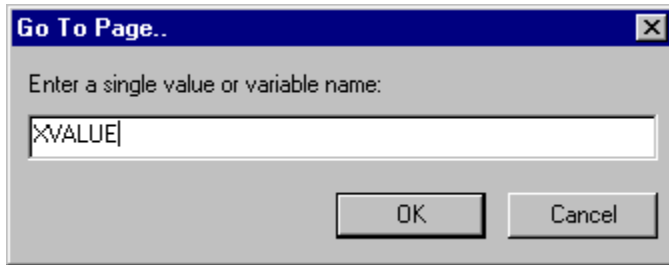 Go To Page..
Enter a single value or variable name:
XVALUE
OK Cancel